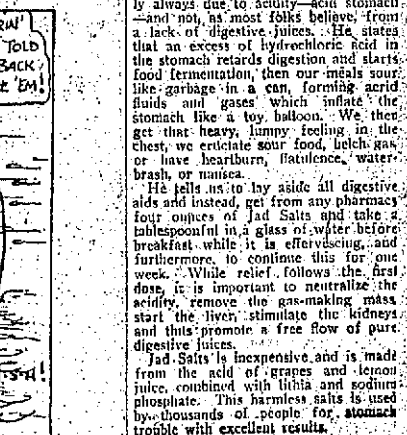 RIN'
TOLD
BACK
'EM!
ly always due to acidity—acid stomach
—and not, as most folks believe, from
a lack of digestive juices. He states
that an excess of hydrochloric acid in
the stomach retards digestion and starts
food fermentation, then our meals sour
like garbage in a can, forming acrid
fluids and gases which inflate the
stomach like a toy balloon. We then
get that heavy, lumpy feeling in the
chest, we eructate sour food, belch gas,
or have heartburn, flatulence, water-
brash, or nausea.
He tells us to lay aside all digestive
aids and instead, get from any pharmacy
four ounces of Jad Salts and take a
tablespoonful in a glass of water before
breakfast while it is effervescing, and
furthermore, to continue this for one
week. While relief follows the first
dose, it is important to neutralize the
acidity, remove the gas-making mass,
start the liver, stimulate the kidneys
and thus promote a free flow of pure
digestive juices.
Jad Salts is inexpensive and is made
from the acid of grapes and lemon
juice, combined with lithia and sodium
phosphate. This harmless salts is used
by thousands of people for stomach
trouble with excellent results.